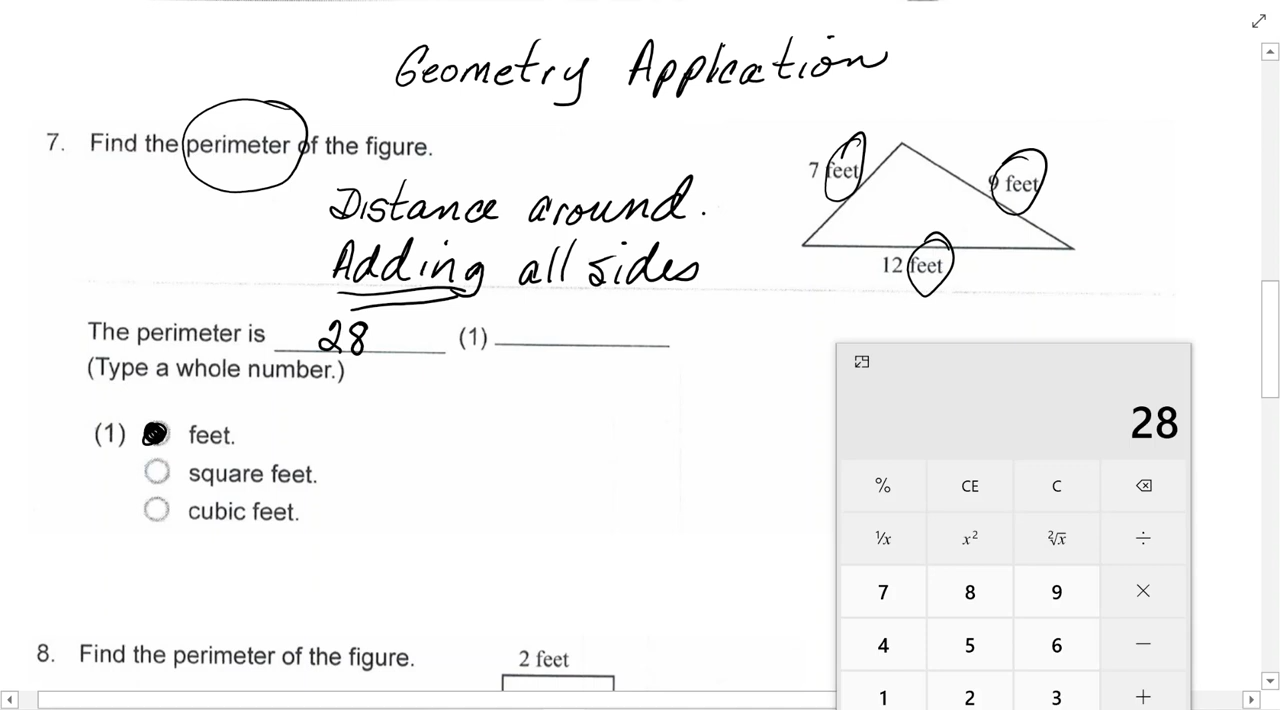 Geometry Application
7. Find the perimeter of the figure.
7 feet
9 feet
12 feet
Distance around.
Adding all sides
The perimeter is 28 (1)
(Type a whole number.)
(1) feet.
square feet.
cubic feet.
28
% CE C
¹/x x² ²√x ÷
7 8 9 ×
4 5 6 −
1 2 3 +
8. Find the perimeter of the figure.
2 feet